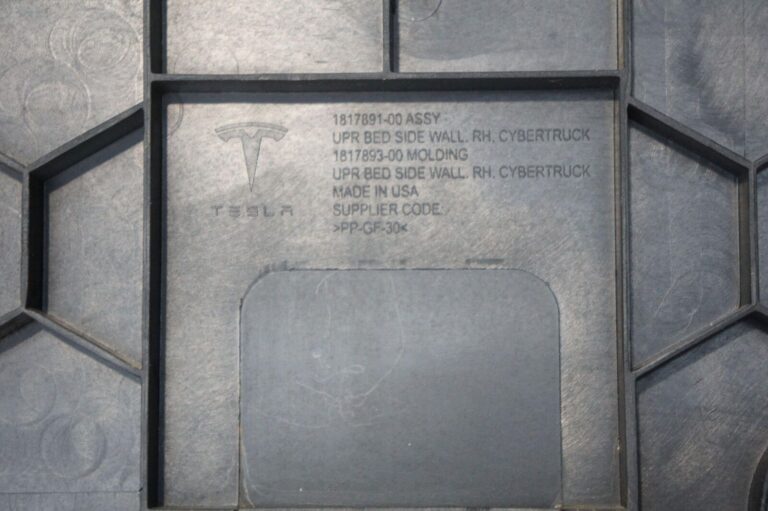 1817891-00 ASSY
UPR BED SIDE WALL. RH. CYBERTRUCK
1817893-00 MOLDING
UPR BED SIDE WALL. RH. CYBERTRUCK
MADE IN USA
SUPPLIER CODE:
>PP-GF-30<
TESLA